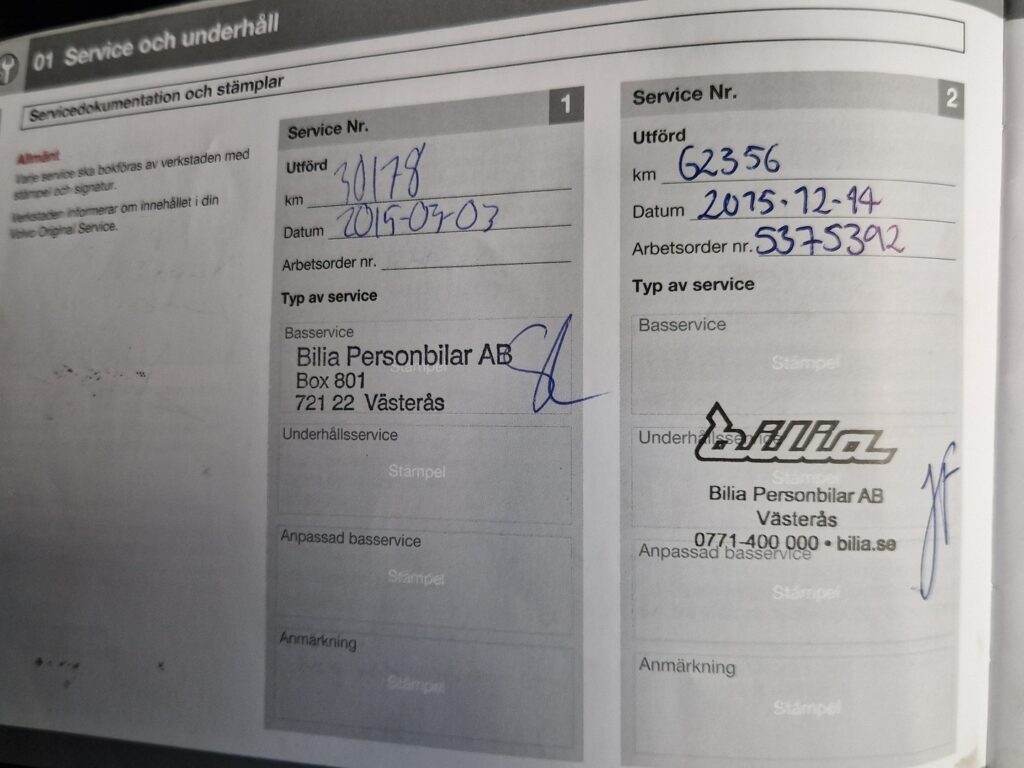 01 Service och underhåll
Servicedokumentation och stämplar
Allmänt
Varje service ska bokföras av verkstaden med
stämpel och signatur.
Verkstaden informerar om innehållet i din
Volvo Original Service.
Service Nr. 1
Utförd
km 30178
Datum 2015-03-03
Arbetsorder nr.
Typ av service
Basservice
Stämpel
Bilia Personbilar AB
Box 801
721 22 Västerås
Underhållsservice
Stämpel
Anpassad basservice
Stämpel
Anmärkning
Stämpel
Service Nr. 2
Utförd
km 62356
Datum 2015-12-14
Arbetsorder nr. 5375392
Typ av service
Basservice
Stämpel
Underhållsservice
Stämpel
bilia
Bilia Personbilar AB
Västerås
0771-400 000 • bilia.se
Anpassad basservice
Stämpel
Anmärkning
Stämpel